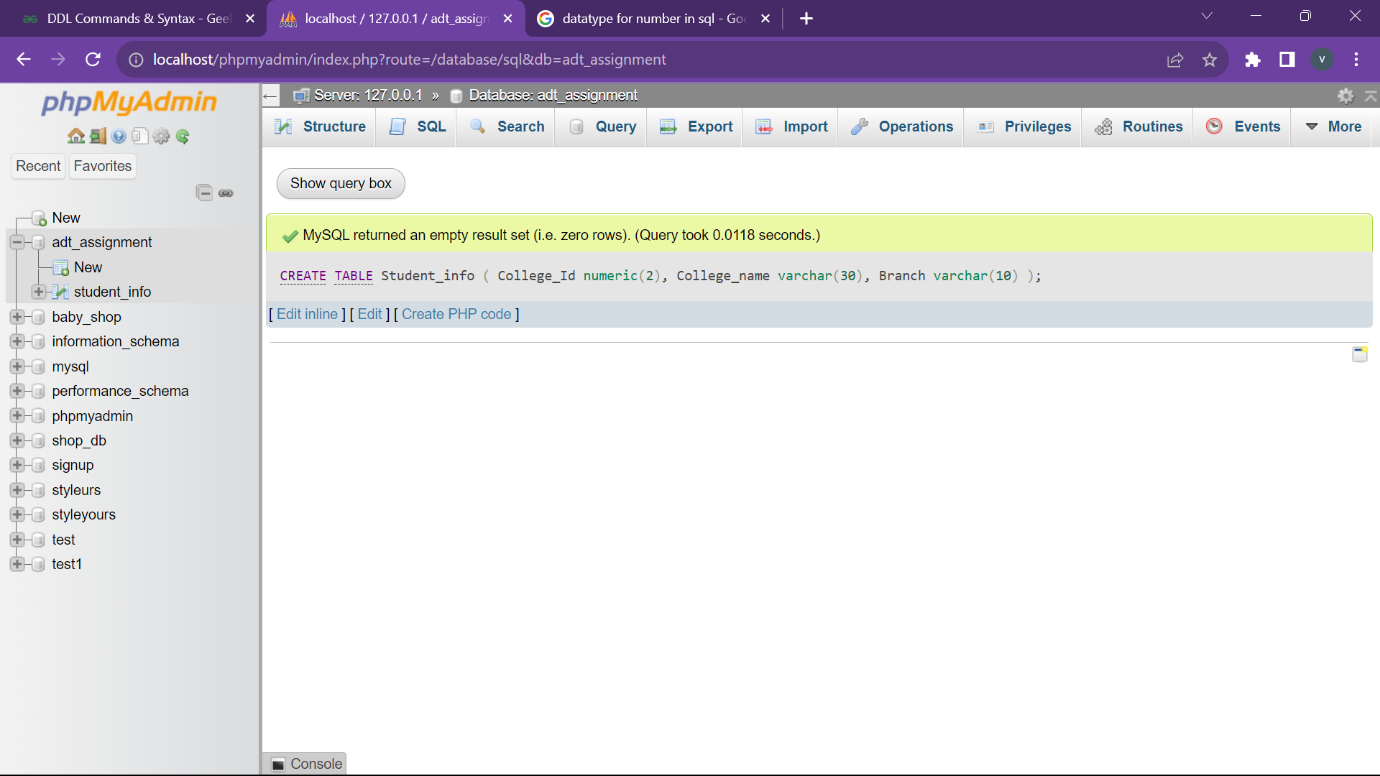 DDL Commands & Syntax - Geel
localhost / 127.0.0.1 / adt_assign
datatype for number in sql - Goo
localhost/phpmyadmin/index.php?route=/database/sql&db=adt_assignment
V
phpMyAdmin
Recent
Favorites
New
adt_assignment
New
student_info
baby_shop
information_schema
mysql
performance_schema
phpmyadmin
shop_db
signup
styleurs
styleyours
test
test1
Server: 127.0.0.1 » Database: adt_assignment
Structure SQL Search Query Export Import Operations Privileges Routines Events More
Show query box
MySQL returned an empty result set (i.e. zero rows). (Query took 0.0118 seconds.)
CREATE TABLE Student_info ( College_Id numeric(2), College_name varchar(30), Branch varchar(10) );
[ Edit inline ] [ Edit ] [ Create PHP code ]
Console